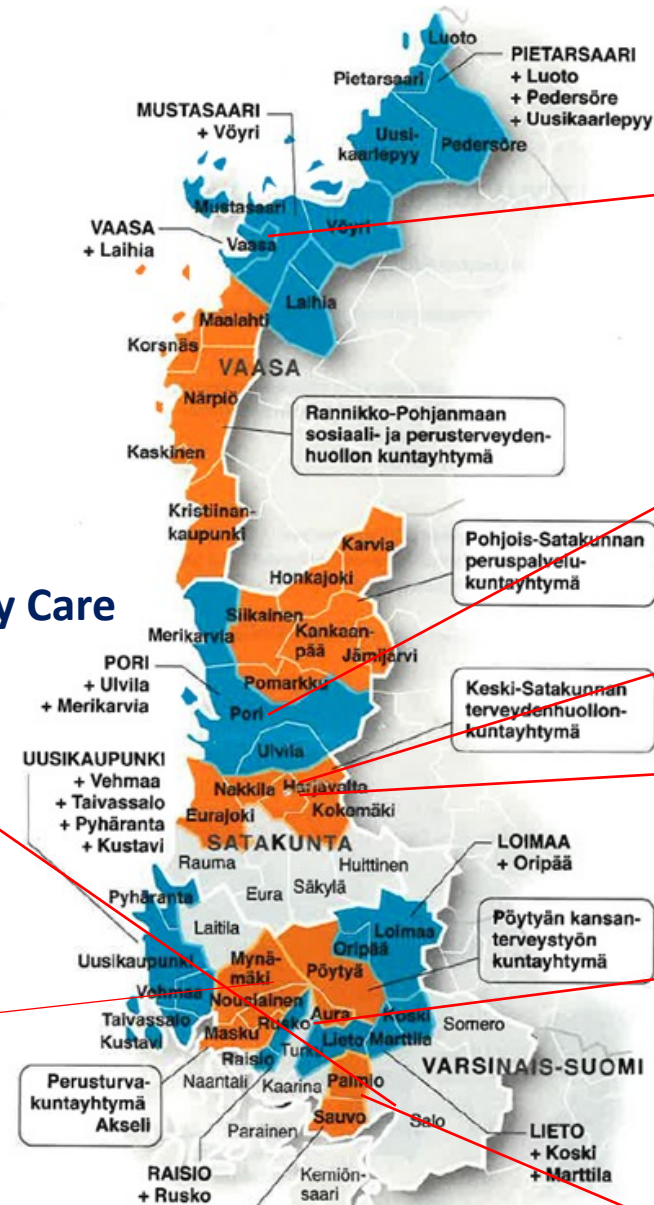 Luoto
PIETARSAARI
+ Luoto
+ Pedersöre
+ Uusikaarlepyy
Pietarsaari
MUSTASAARI
+ Vöyri
Uusi-
kaarlepyy
Pedersöre
Mustasaari
VAASA
+ Laihia
Vaasa
Vöyri
Laihia
Maalahti
Korsnäs
VAASA
Närpiö
Rannikko-Pohjanmaan
sosiaali- ja perusterveyden-
huollon kuntayhtymä
Kaskinen
Kristiinan-
kaupunki
Karvia
Pohjois-Satakunnan
peruspalvelu-
kuntayhtymä
Honkajoki
y Care
Siikainen
Merikarvia
Kankaan-
pää
Jämijärvi
PORI
+ Ulvila
+ Merikarvia
Pomarkku
Pori
Keski-Satakunnan
terveydenhuollon-
kuntayhtymä
Ulvila
UUSIKAUPUNKI
+ Vehmaa
+ Taivassalo
+ Pyhäranta
+ Kustavi
Nakkila
Harjavalta
Eurajoki
Kokemäki
SATAKUNTA
Rauma
Huittinen
LOIMAA
+ Oripää
Eura
Säkylä
Pyhäranta
Laitila
Loimaa
Oripää
Pöytyän kansan-
terveystyön
kuntayhtymä
Uusikaupunki
Mynä-
mäki
Pöytyä
Vehmaa
Nousiainen
Aura
Koski
Somero
Taivassalo
Kustavi
Masku
Rusko
Lieto
Marttila
Raisio
Turku
VARSINAIS-SUOMI
Perusturva-
kuntayhtymä
Akseli
Naantali
Kaarina
Paimio
Sauvo
Salo
Parainen
LIETO
+ Koski
+ Marttila
RAISIO
+ Rusko
Kemiön-
saari